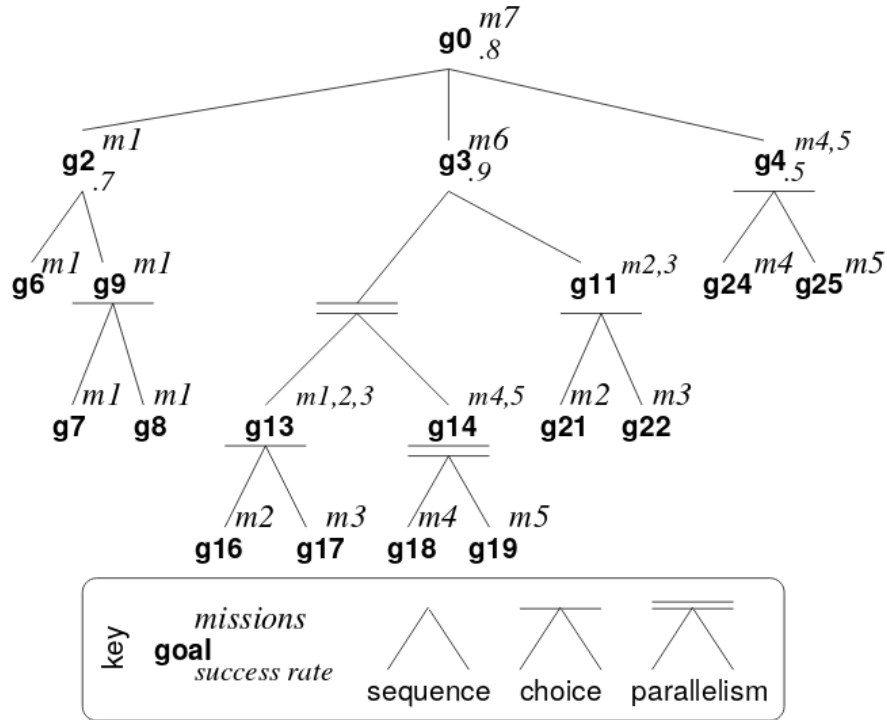 g0 m7 .8
g2 m1 .7
g3 m6 .9
g4 m4,5 .5
g6 m1 g9 m1
g11 m2,3
g24 m4 g25 m5
g7 m1 g8 m1
g13 m1,2,3
g14 m4,5
g21 m2 g22 m3
g16 m2 g17 m3
g18 m4 g19 m5
key
missions
goal
success rate
sequence choice parallelism